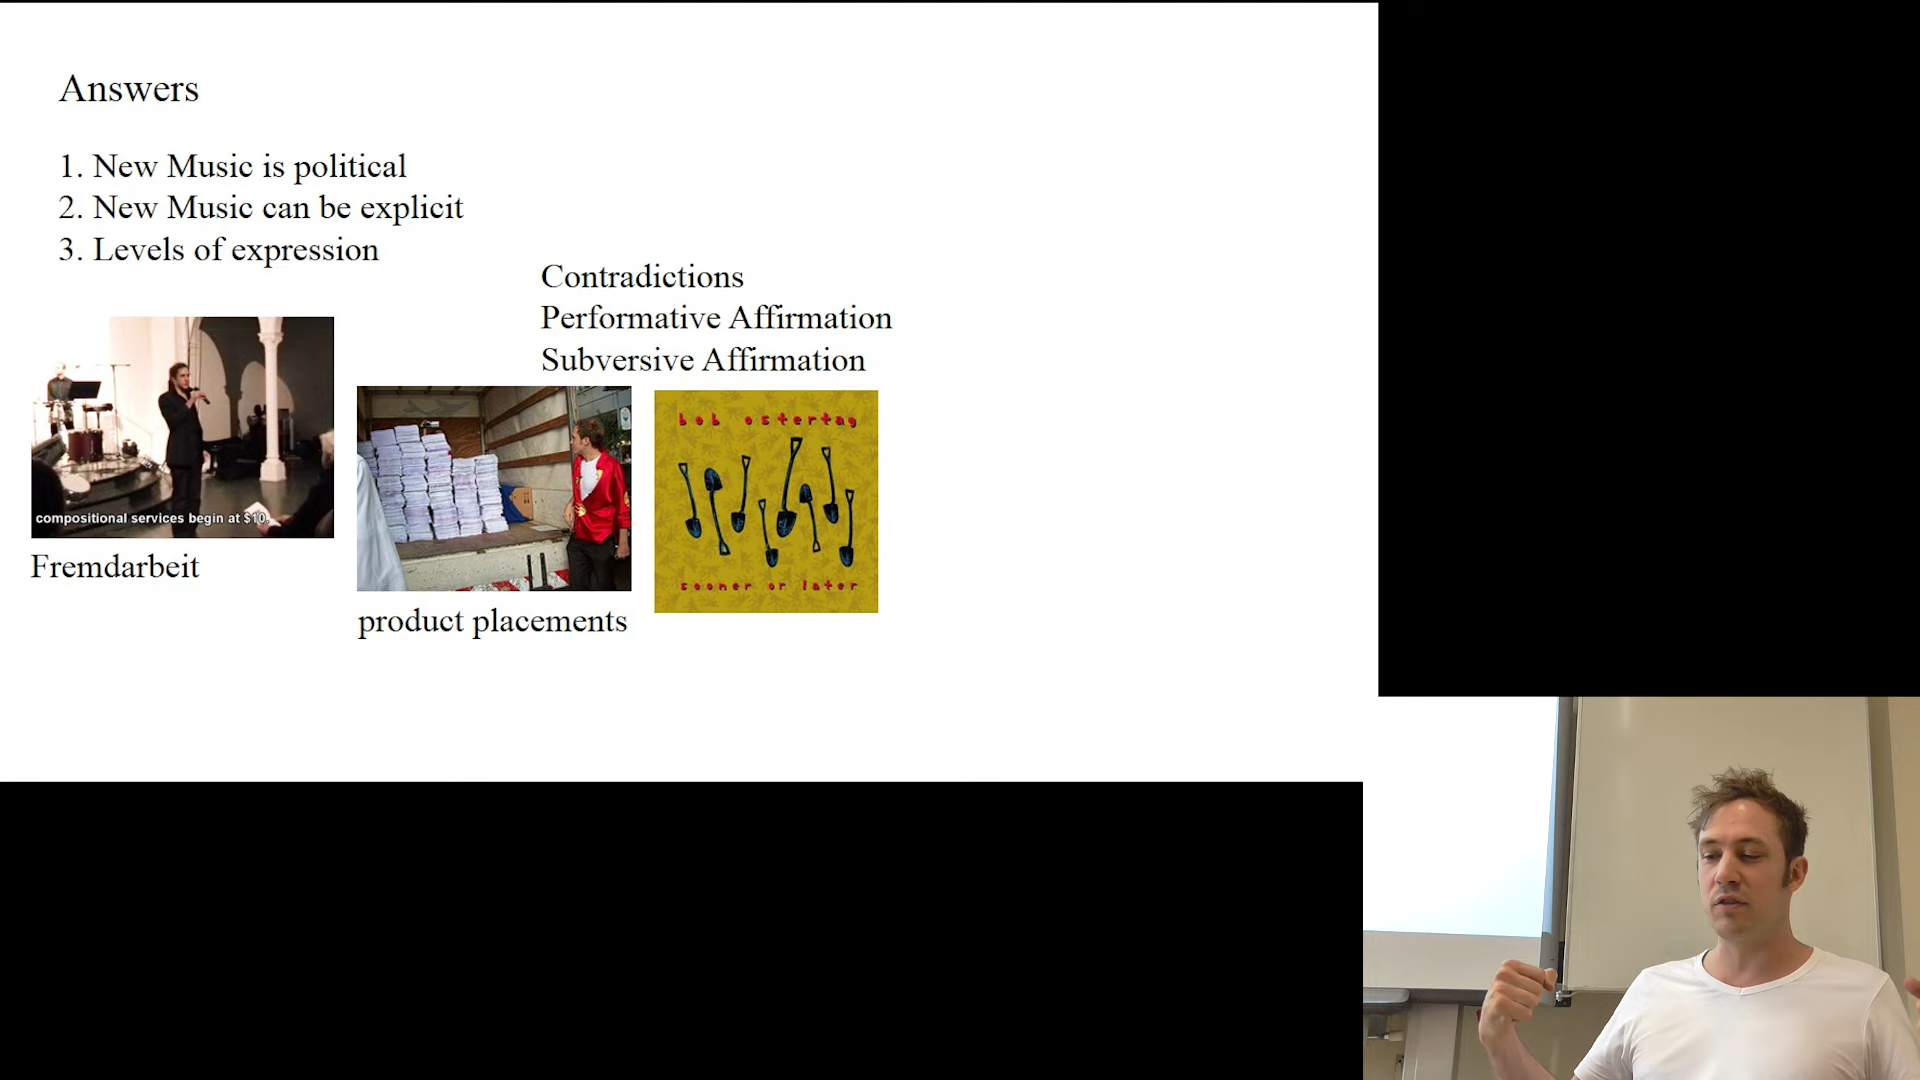 Answers
1. New Music is political
2. New Music can be explicit
3. Levels of expression
Contradictions
Performative Affirmation
Subversive Affirmation
compositional services begin at $10.
Fremdarbeit
product placements
bob ostertag
sooner or later